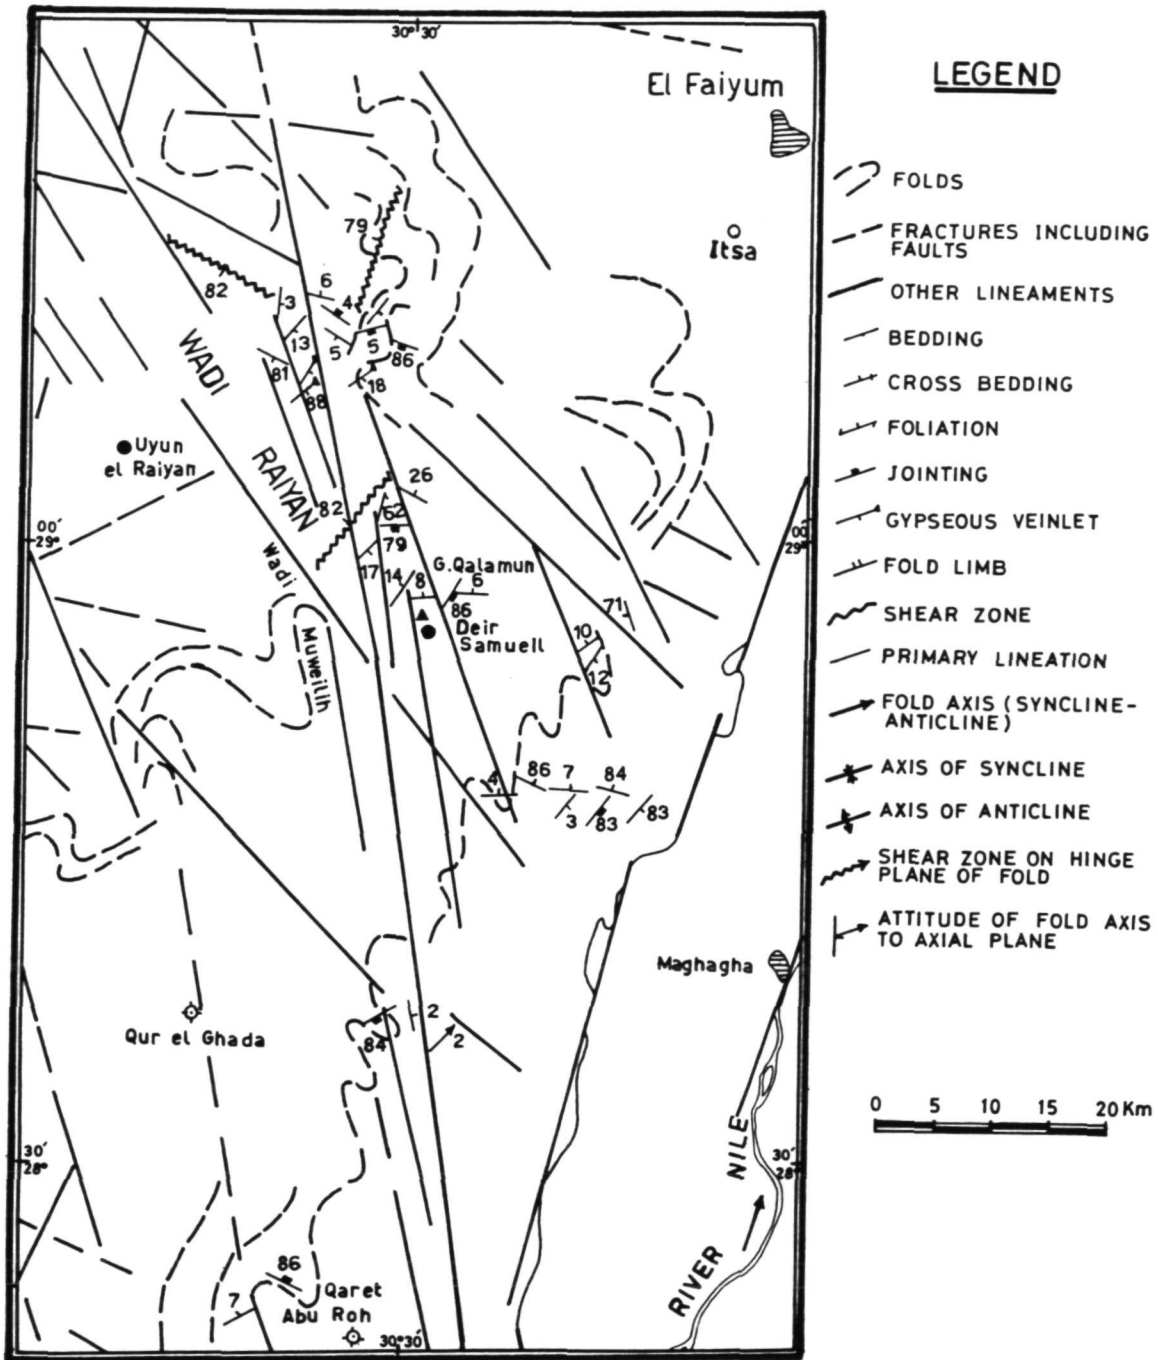 30° 30'
El Faiyum
Itsa
79
82
6
3
4
13
5
5
86
81
18
88
WADI
RAIYAN
Uyun
el Raiyan
26
82
62
79
00'
29°
00'
29°
Wadi
Muweilih
17
14
8
G. Qalamun
6
86
Deir
Samuell
71
10
12
4
86
7
84
3
83
83
Maghagha
Qur el Ghada
2
2
84
30'
28°
30'
28°
RIVER NILE
86
7
Qaret
Abu Roh
30° 30'
LEGEND
FOLDS
FRACTURES INCLUDING
FAULTS
OTHER LINEAMENTS
BEDDING
CROSS BEDDING
FOLIATION
JOINTING
GYPSEOUS VEINLET
FOLD LIMB
SHEAR ZONE
PRIMARY LINEATION
FOLD AXIS (SYNCLINE-
ANTICLINE)
AXIS OF SYNCLINE
AXIS OF ANTICLINE
SHEAR ZONE ON HINGE
PLANE OF FOLD
ATTITUDE OF FOLD AXIS
TO AXIAL PLANE
0 5 10 15 20 Km